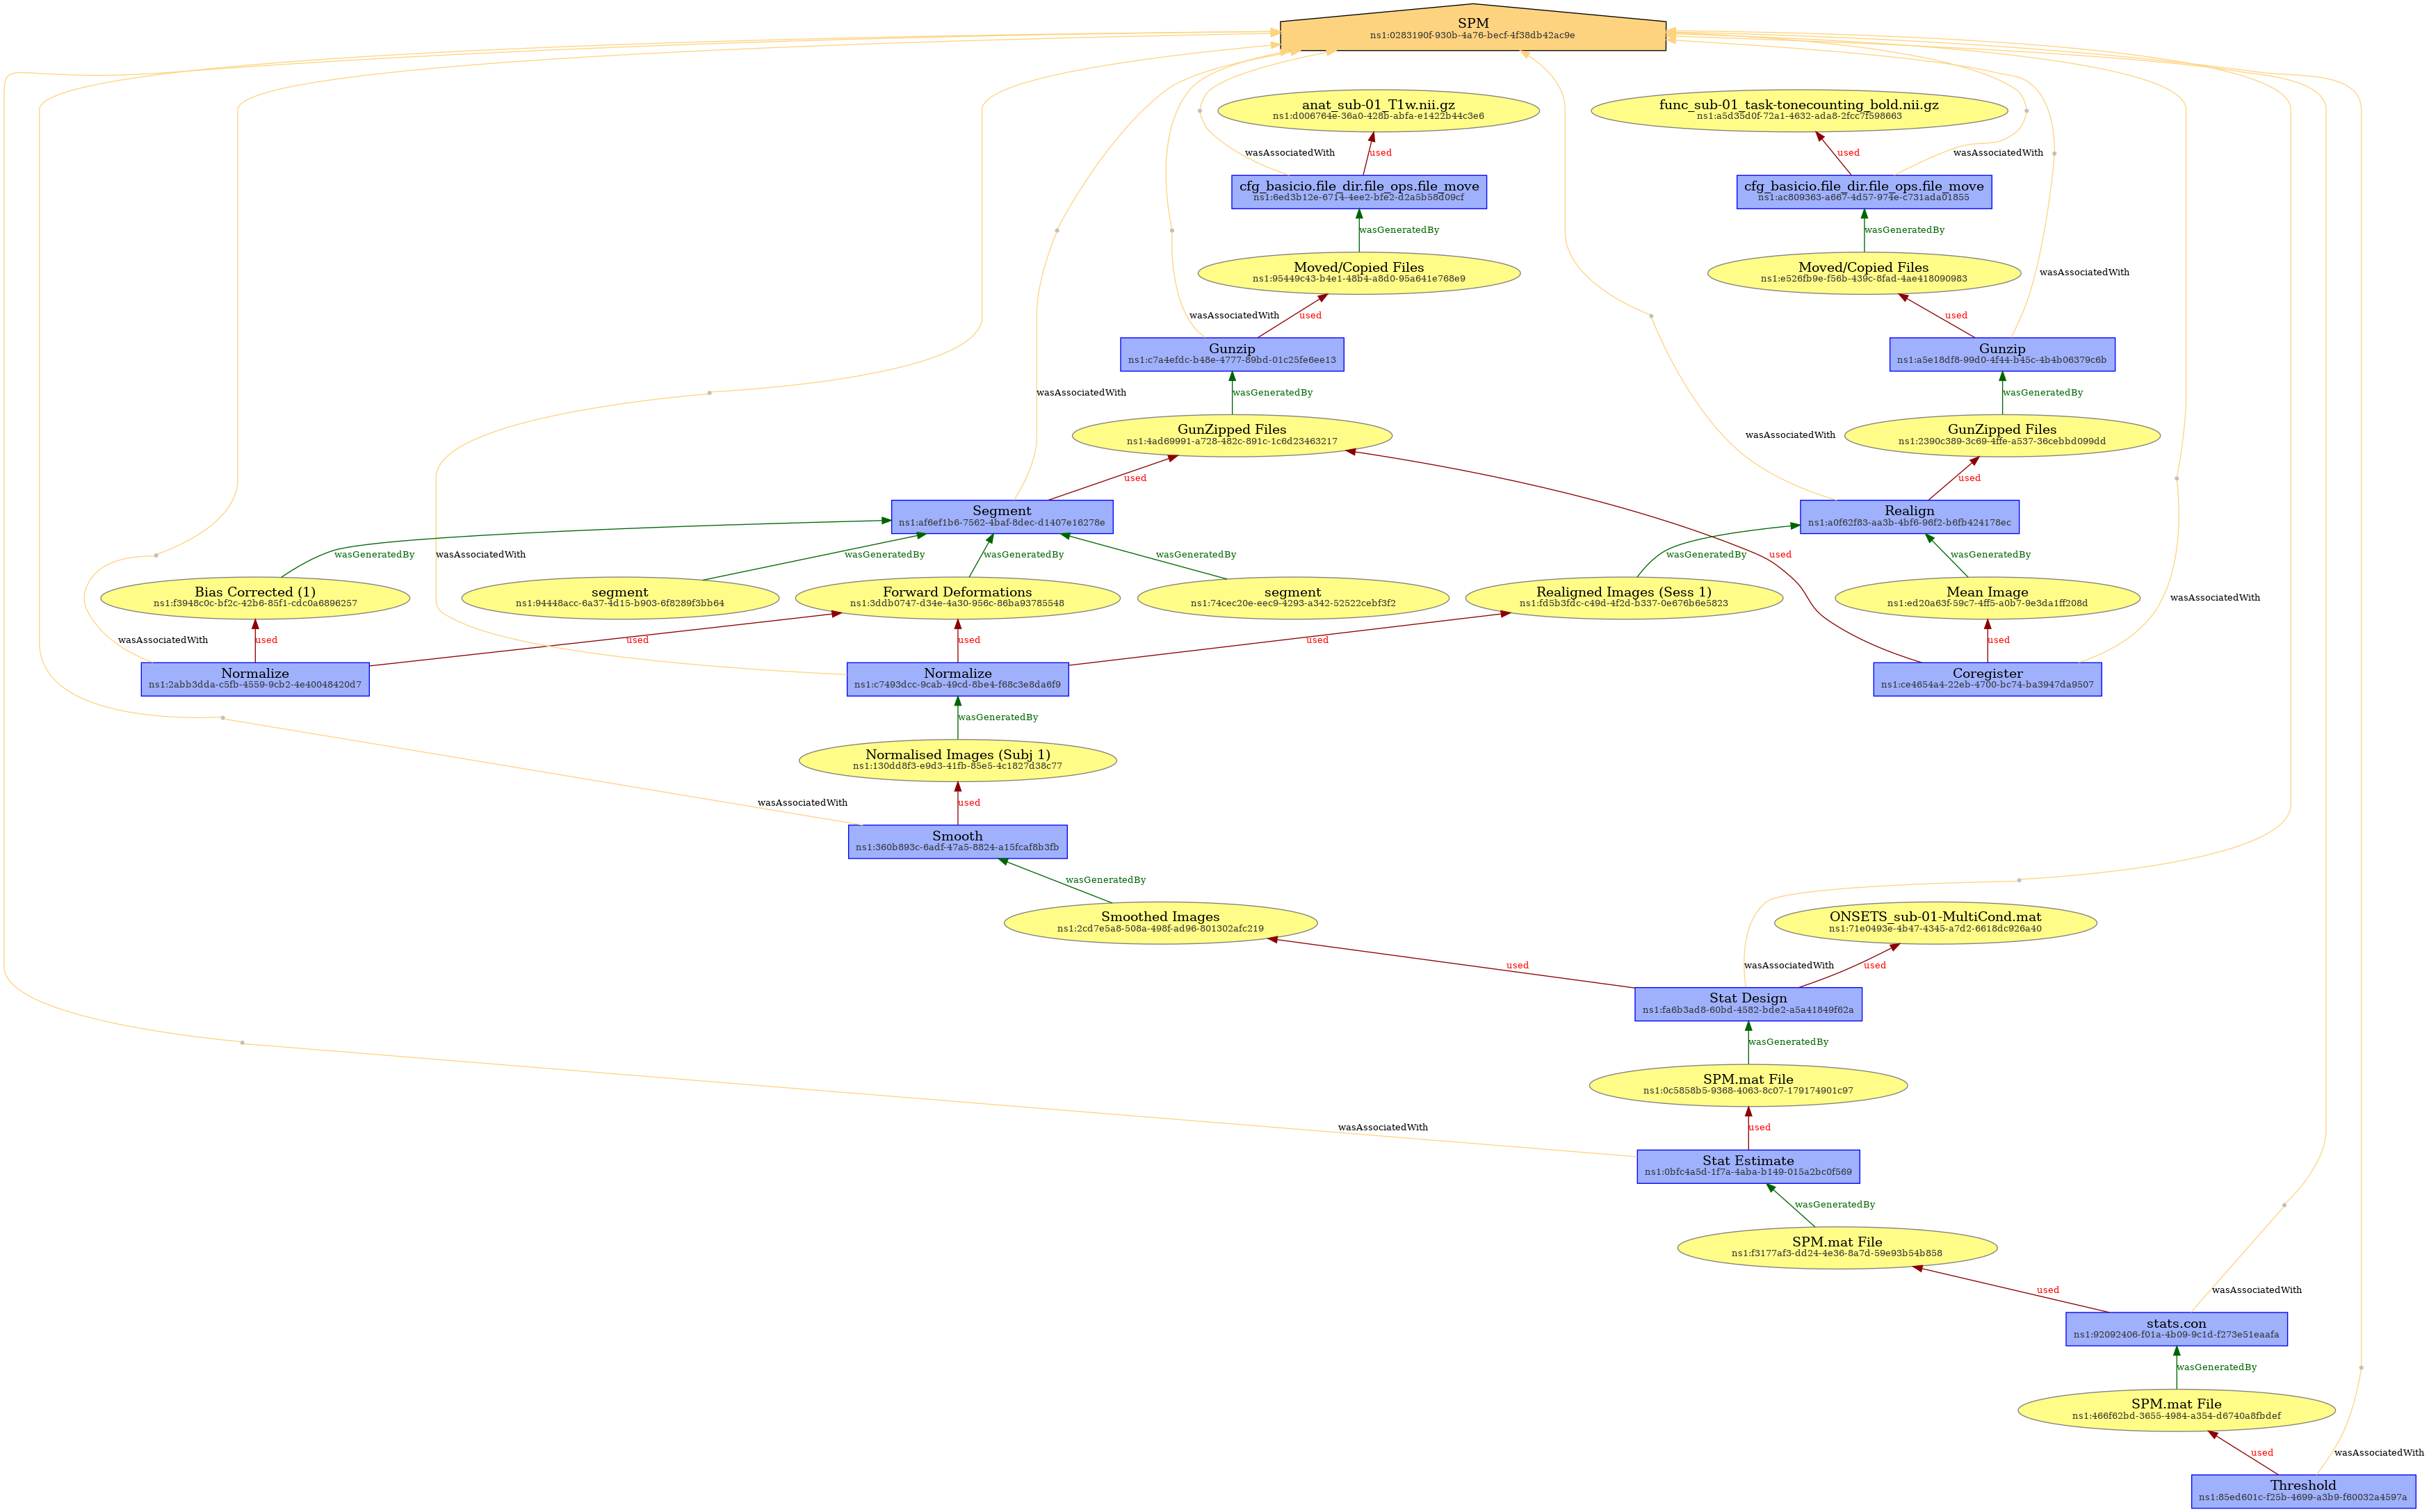 SPM
ns1:0283190f-930b-4a76-becf-4f38db42ac9e
anat_sub-01_T1w.nii.gz
ns1:d006764e-36a0-428b-abfa-e1422b44c3e6
func_sub-01_task-tonecounting_bold.nii.gz
ns1:a5d35d0f-72a1-4632-ada8-2fcc7f598663
wasAssociatedWith
used
used
wasAssociatedWith
cfg_basicio.file_dir.file_ops.file_move
ns1:6ed3b12e-6714-4ee2-bfe2-d2a5b58d09cf
cfg_basicio.file_dir.file_ops.file_move
ns1:ac809363-a667-4d57-974e-c731ada01855
wasGeneratedBy
wasGeneratedBy
Moved/Copied Files
ns1:95449c43-b4e1-48b4-a8d0-95a641e768e9
Moved/Copied Files
ns1:e526fb9e-f56b-439c-8fad-4ae418090983
wasAssociatedWith
wasAssociatedWith
used
used
Gunzip
ns1:c7a4efdc-b48e-4777-89bd-01c25fe6ee13
Gunzip
ns1:a5e18df8-99d0-4f44-b45c-4b4b06379c6b
wasAssociatedWith
wasGeneratedBy
wasGeneratedBy
GunZipped Files
ns1:4ad69991-a728-482c-891c-1c6d23463217
GunZipped Files
ns1:2390c389-3c69-4ffe-a537-36cebbd099dd
wasAssociatedWith
used
used
Segment
ns1:af6ef1b6-7562-4baf-8dec-d1407e16278e
Realign
ns1:a0f62f83-aa3b-4bf6-96f2-b6fb424178ec
wasGeneratedBy
wasAssociatedWith
wasGeneratedBy
wasGeneratedBy
wasGeneratedBy
wasGeneratedBy
used
wasGeneratedBy
Bias Corrected (1)
ns1:f3948c0c-bf2c-42b6-85f1-cdc0a6896257
segment
ns1:94448acc-6a37-4d15-b903-6f8289f3bb64
Forward Deformations
ns1:3ddb0747-d34e-4a30-956c-86ba93785548
segment
ns1:74cec20e-eec9-4293-a342-52522cebf3f2
Realigned Images (Sess 1)
ns1:fd5b3fdc-c49d-4f2d-b337-0e676b6e5823
Mean Image
ns1:ed20a63f-59c7-4ff5-a0b7-9e3da1ff208d
wasAssociatedWith
wasAssociatedWith
used
used
used
used
used
Normalize
ns1:2abb3dda-c5fb-4559-9cb2-4e40048420d7
Normalize
ns1:c7493dcc-9cab-49cd-8be4-f68c3e8da6f9
Coregister
ns1:ce4654a4-22eb-4700-bc74-ba3947da9507
wasGeneratedBy
Normalised Images (Subj 1)
ns1:130dd8f3-e9d3-41fb-85e5-4c1827d38c77
wasAssociatedWith
used
Smooth
ns1:360b893c-6adf-47a5-8824-a15fcaf8b3fb
wasGeneratedBy
Smoothed Images
ns1:2cd7e5a8-508a-498f-ad96-801302afc219
ONSETS_sub-01-MultiCond.mat
ns1:71e0493e-4b47-4345-a7d2-6618dc926a40
used
wasAssociatedWith
used
Stat Design
ns1:fa6b3ad8-60bd-4582-bde2-a5a41849f62a
wasGeneratedBy
SPM.mat File
ns1:0c5858b5-9368-4063-8c07-179174901c97
wasAssociatedWith
used
Stat Estimate
ns1:0bfc4a5d-1f7a-4aba-b149-015a2bc0f569
wasGeneratedBy
SPM.mat File
ns1:f3177af3-dd24-4e36-8a7d-59e93b54b858
used
wasAssociatedWith
stats.con
ns1:92092406-f01a-4b09-9c1d-f273e51eaafa
wasGeneratedBy
SPM.mat File
ns1:466f62bd-3655-4984-a354-d6740a8fbdef
used
wasAssociatedWith
Threshold
ns1:85ed601c-f25b-4699-a3b9-f60032a4597a